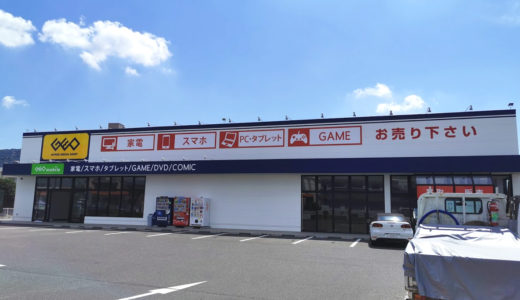 GEO
家電
スマホ
PC・タブレット
GAME
お売り下さい
GEO mobile
家電/スマホ/タブレット/GAME/DVD/COMIC